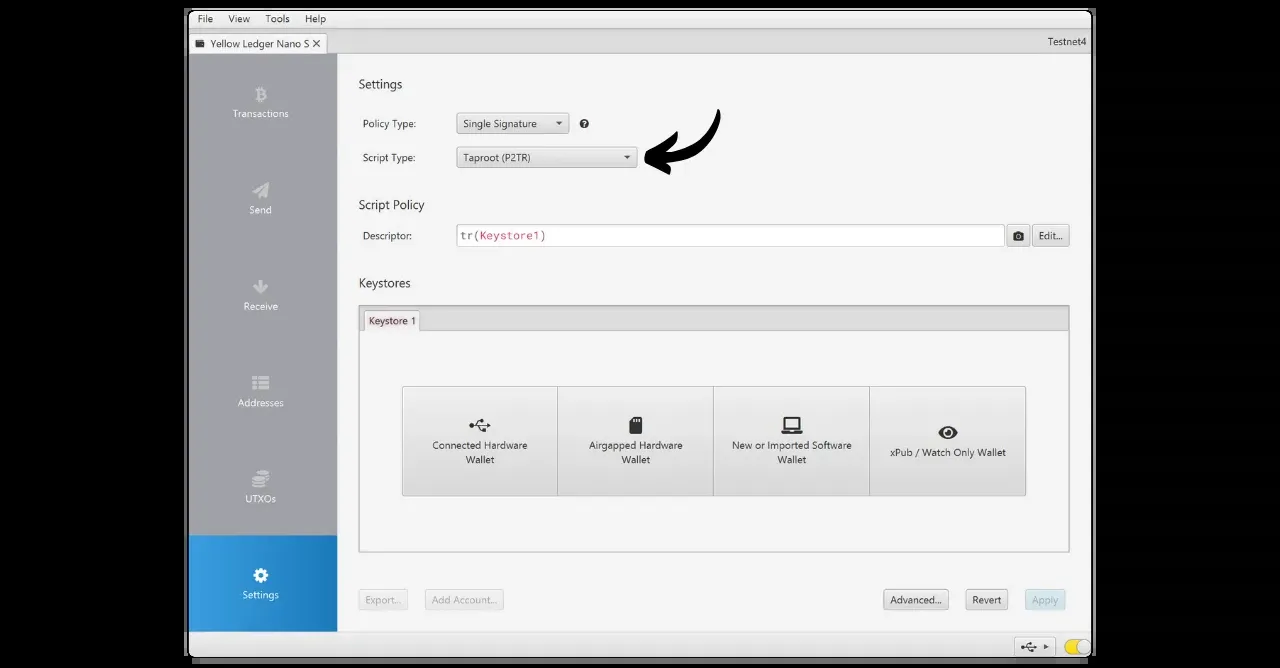 File View Tools Help
Yellow Ledger Nano S
Testnet4
Transactions
Send
Receive
Addresses
UTXOs
Settings
Settings
Policy Type: Single Signature
Script Type: Taproot (P2TR)
Script Policy
Descriptor: tr(Keystore1) Edit...
Keystores
Keystore 1
Connected Hardware
Wallet
Airgapped Hardware
Wallet
New or Imported Software
Wallet
xPub / Watch Only Wallet
Export... Add Account... Advanced... Revert Apply